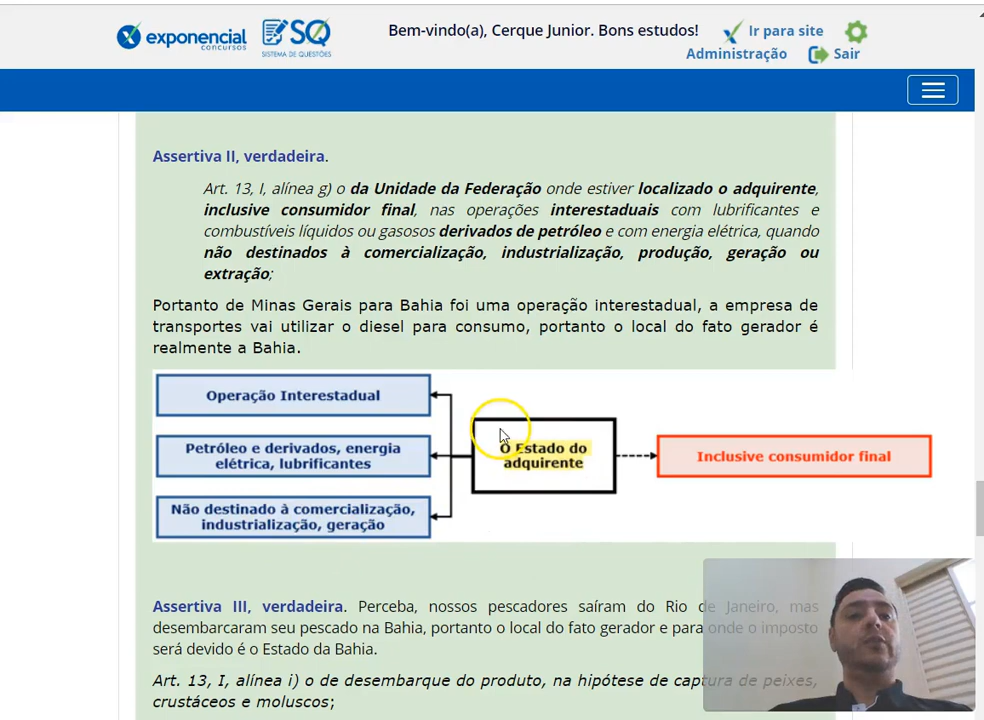 exponencial
concursos
SQ
SISTEMA DE QUESTÕES
Bem-vindo(a), Cerque Junior. Bons estudos!
Ir para site
Administração
Sair
Assertiva II, verdadeira.
Art. 13, I, alínea g) o da Unidade da Federação onde estiver localizado o adquirente,
inclusive consumidor final, nas operações interestaduais com lubrificantes e
combustíveis líquidos ou gasosos derivados de petróleo e com energia elétrica, quando
não destinados à comercialização, industrialização, produção, geração ou
extração;
Portanto de Minas Gerais para Bahia foi uma operação interestadual, a empresa de
transportes vai utilizar o diesel para consumo, portanto o local do fato gerador é
realmente a Bahia.
Operação Interestadual
Petróleo e derivados, energia
elétrica, lubrificantes
Não destinado à comercialização,
industrialização, geração
O Estado do
adquirente
Inclusive consumidor final
Assertiva III, verdadeira. Perceba, nossos pescadores saíram do Rio de Janeiro, mas
desembarcaram seu pescado na Bahia, portanto o local do fato gerador e para onde o imposto
será devido é o Estado da Bahia.
Art. 13, I, alínea i) o de desembarque do produto, na hipótese de captura de peixes,
crustáceos e moluscos;